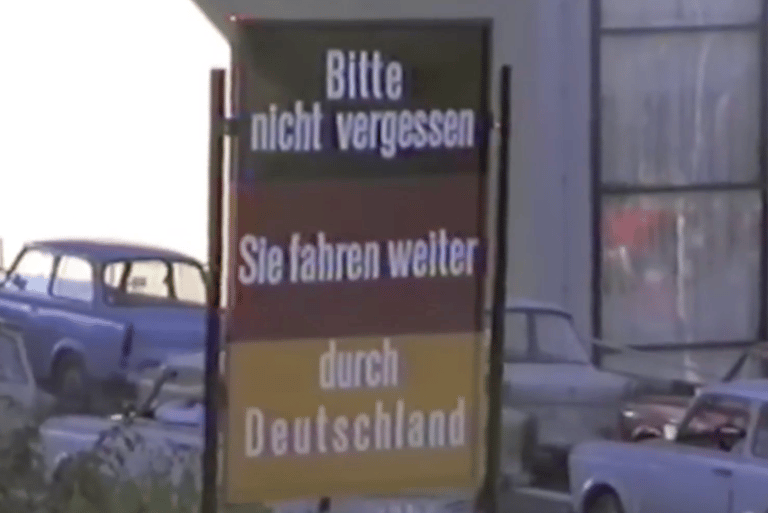 Bitte
nicht vergessen
Sie fahren weiter
durch
Deutschland